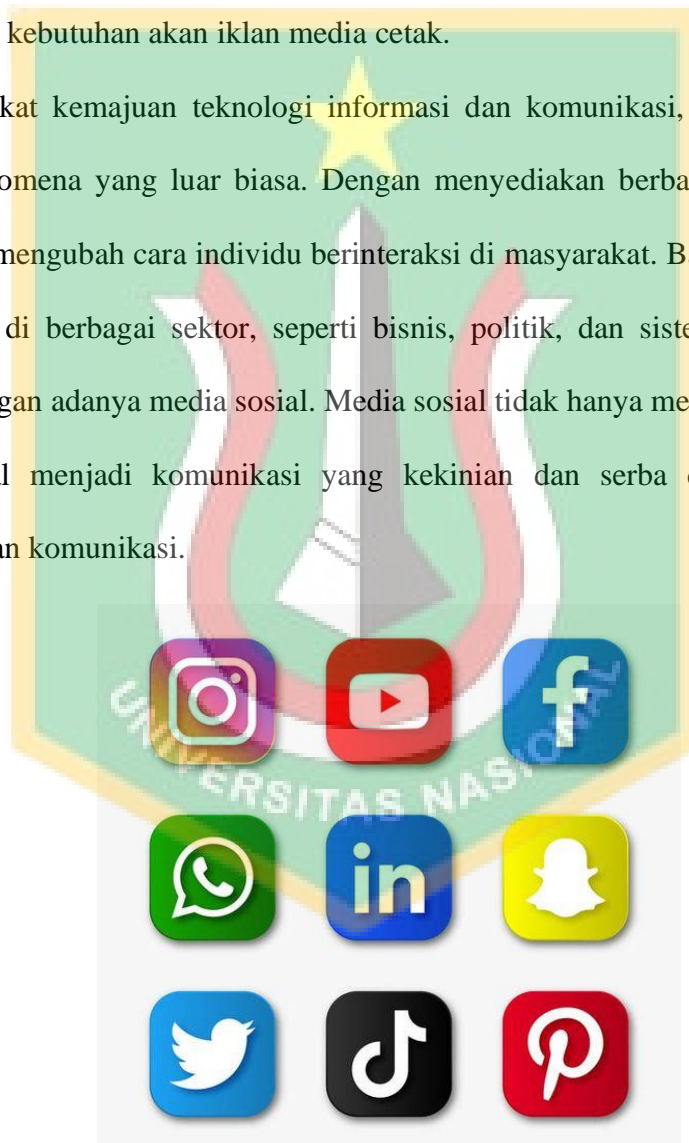 kebutuhan akan iklan media cetak.
kat kemajuan teknologi informasi dan komunikasi,
omena yang luar biasa. Dengan menyediakan berba
mengubah cara individu berinteraksi di masyarakat. B
di berbagai sektor, seperti bisnis, politik, dan siste
gan adanya media sosial. Media sosial tidak hanya me
l menjadi komunikasi yang kekinian dan serba
an komunikasi.
UNIVERSITAS NASIONAL
f
in